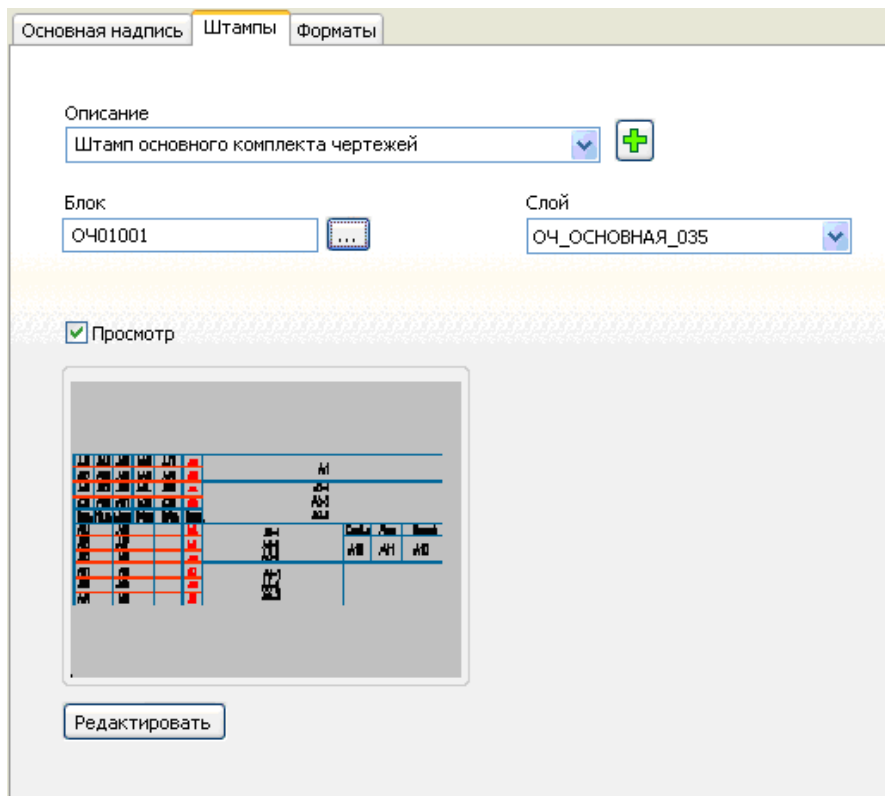 Основная надпись Штампы Форматы
Описание
Штамп основного комплекта чертежей
Блок Слой
ОЧ01001 ... ОЧ_ОСНОВНАЯ_035
Просмотр
Редактировать